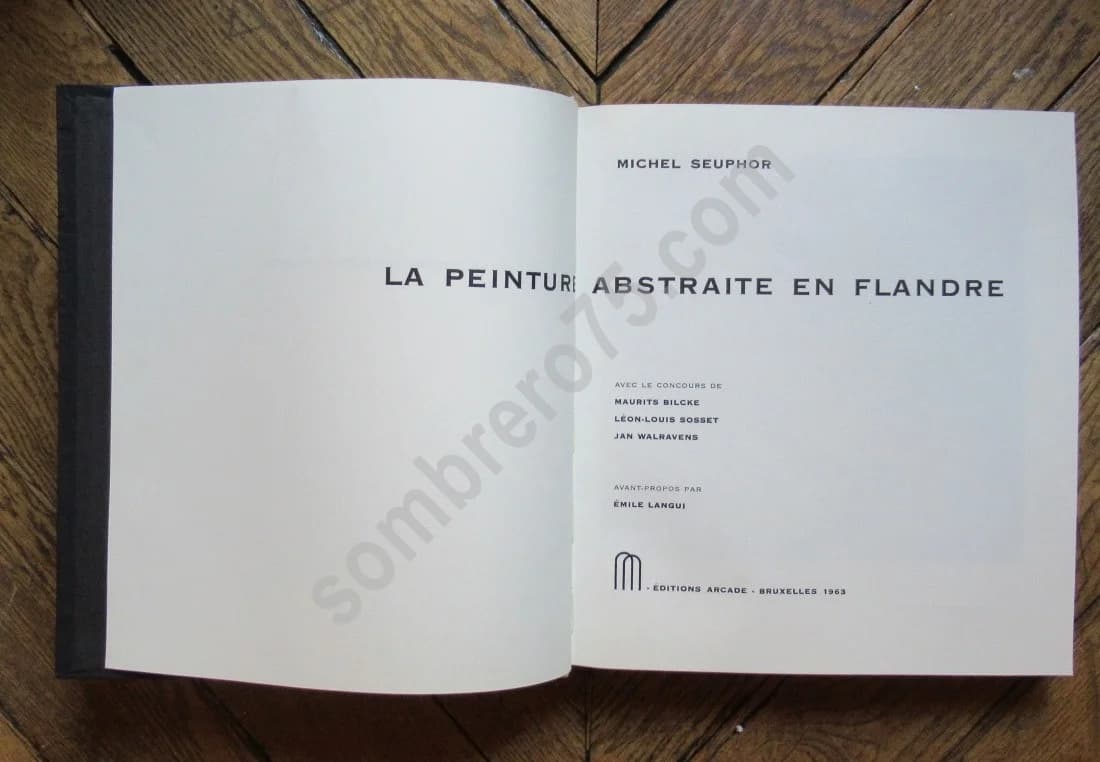 MICHEL SEUPHOR
LA PEINTURE ABSTRAITE EN FLANDRE
AVEC LE CONCOURS DE
MAURITS BILCKE
LÉON-LOUIS SOSSET
JAN WALRAVENS
AVANT-PROPOS PAR
ÉMILE LANGUI
- ÉDITIONS ARCADE - BRUXELLES 1963
sombrero75.com